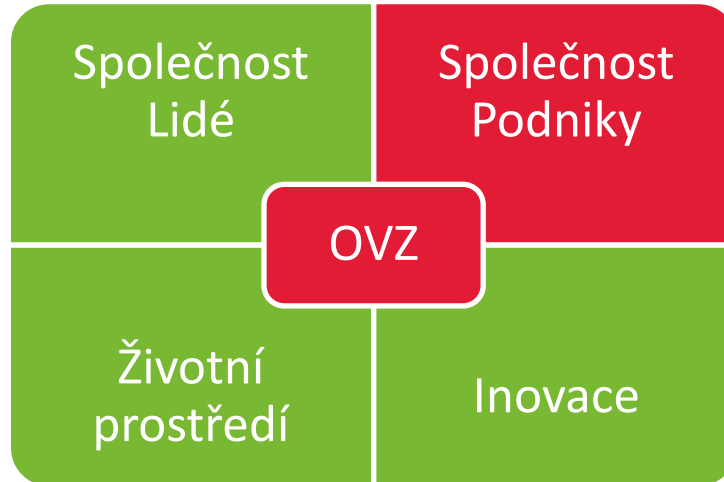 Společnost
Lidé
Společnost
Podniky
OVZ
Životní
prostředí
Inovace